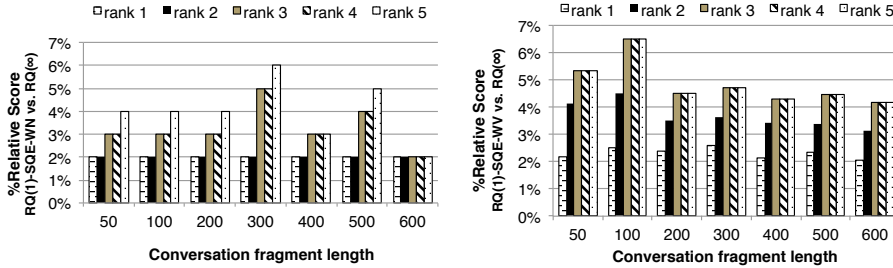 rank 1 rank 2 rank 3 rank 4 rank 5
7%
6%
5%
4%
3%
2%
1%
0%
%Relative Score
RQ(1)-SQE-WN vs. RQ(∞)
50 100 200 300 400 500 600
Conversation fragment length
rank 1 rank 2 rank 3 rank 4 rank 5
7%
6%
5%
4%
3%
2%
1%
0%
%Relative Score
RQ(1)-SQE-WV vs. RQ(∞)
50 100 200 300 400 500 600
Conversation fragment length